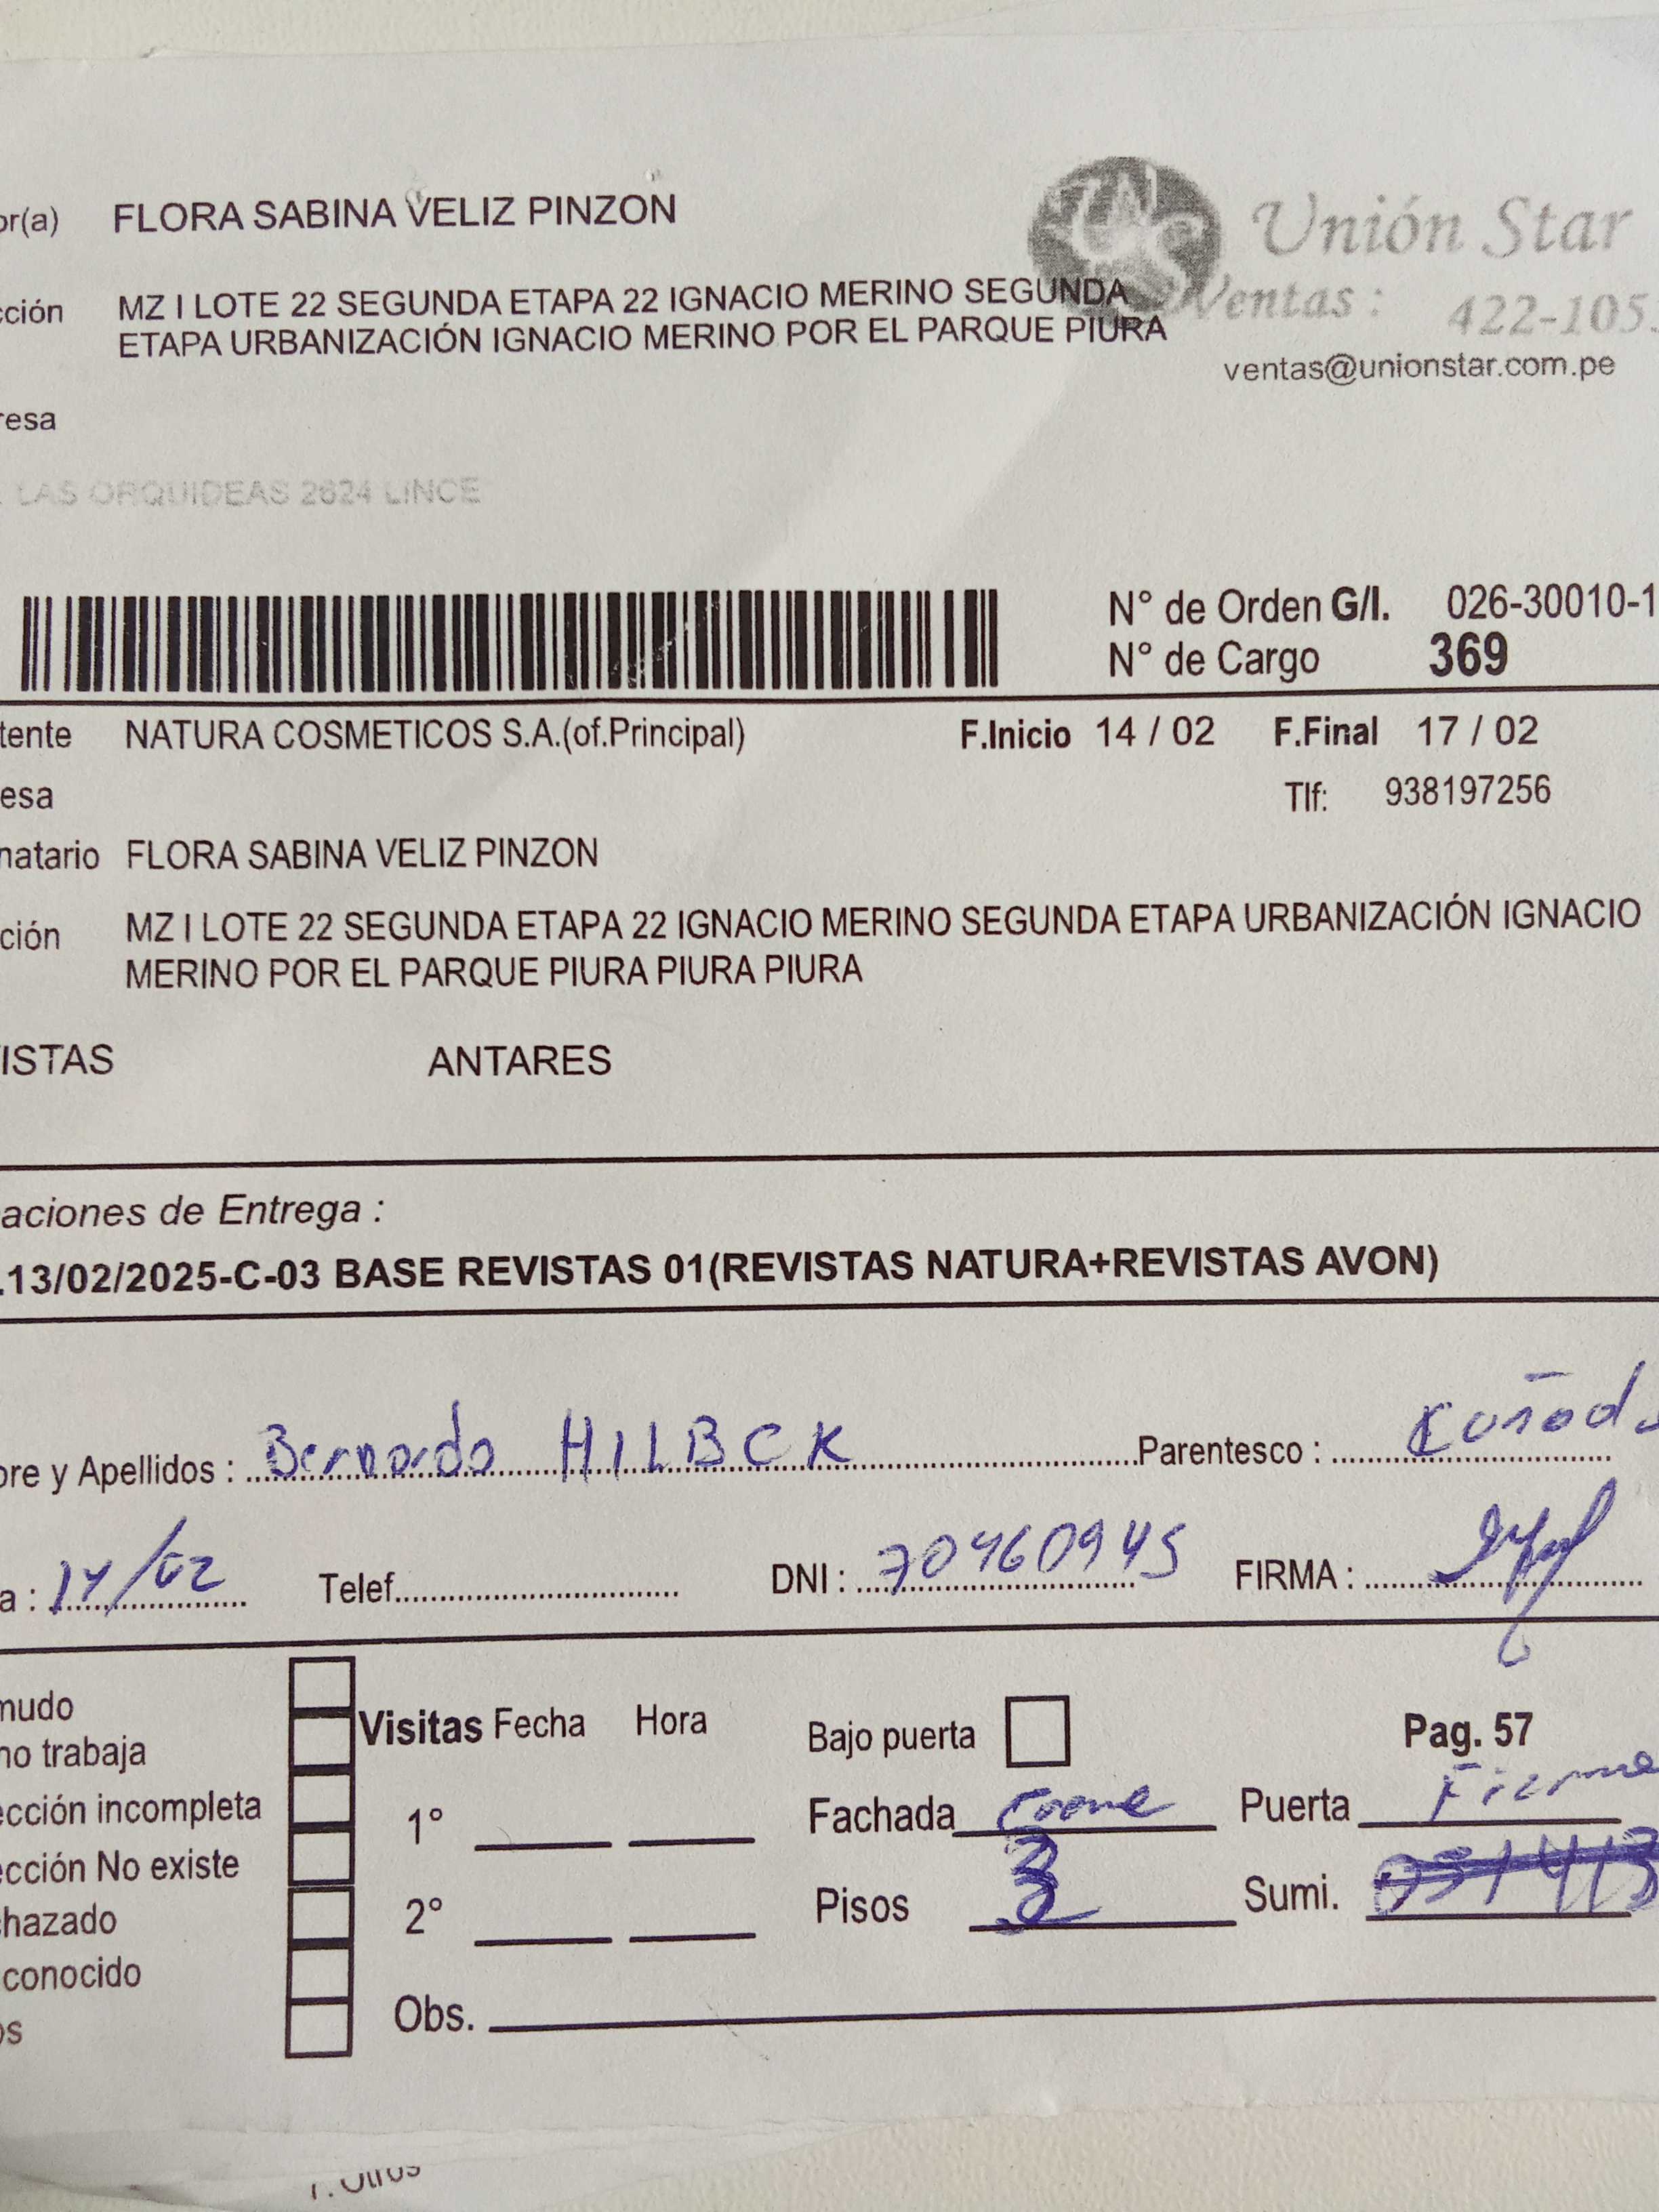 or(a) FLORA SABINA VELIZ PINZON
Unión Star
cción MZ I LOTE 22 SEGUNDA ETAPA 22 IGNACIO MERINO SEGUNDA
ETAPA URBANIZACIÓN IGNACIO MERINO POR EL PARQUE PIURA
Ventas : 422-105
ventas@unionstar.com.pe
resa
LAS ORQUIDEAS 2624 LINCE
N° de Orden G/I. 026-30010-1
N° de Cargo 369
tente NATURA COSMETICOS S.A.(of.Principal) F.Inicio 14 / 02 F.Final 17 / 02
esa Tlf: 938197256
natario FLORA SABINA VELIZ PINZON
ción MZ I LOTE 22 SEGUNDA ETAPA 22 IGNACIO MERINO SEGUNDA ETAPA URBANIZACIÓN IGNACIO
MERINO POR EL PARQUE PIURA PIURA PIURA
ISTAS ANTARES
aciones de Entrega :
.13/02/2025-C-03 BASE REVISTAS 01(REVISTAS NATURA+REVISTAS AVON)
bre y Apellidos : Bernardo HILBCK Parentesco :
a : 14/02 Telef. DNI : 70460945 FIRMA :
mudo
no trabaja
Visitas Fecha Hora Bajo puerta Pag. 57
ección incompleta 1° Fachada Puerta
ección No existe
hazado 2° Pisos 3 Sumi.
conocido
os Obs.
7. Otros